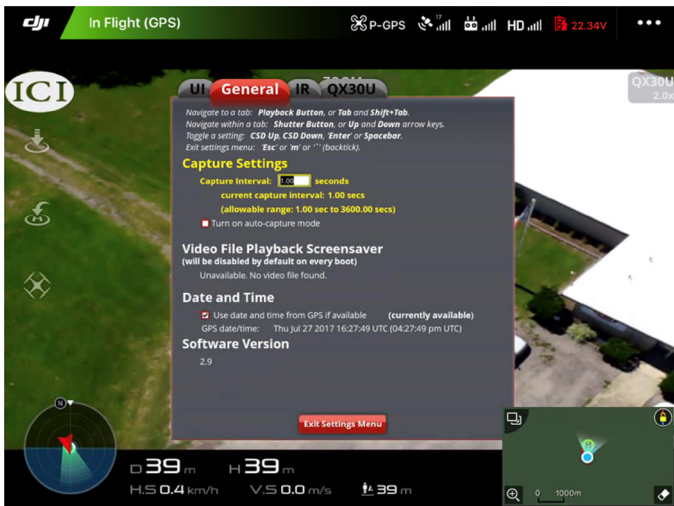 dji In Flight (GPS) P-GPS 17 HD 22.34V
ICI
QX30U
2.0x
UI General IR QX30U
Navigate to a tab: Playback Button, or Tab and Shift+Tab.
Navigate within a tab: Shutter Button, or Up and Down arrow keys.
Toggle a setting: CSD Up, CSD Down, 'Enter' or Spacebar.
Exit settings menu: 'Esc' or 'm' or '`' (backtick).
Capture Settings
Capture Interval: 1.00 seconds
current capture interval: 1.00 secs
(allowable range: 1.00 sec to 3600.00 secs)
Turn on auto-capture mode
Video File Playback Screensaver
(will be disabled by default on every boot)
Unavailable. No video file found.
Date and Time
Use date and time from GPS if available (currently available)
GPS date/time: Thu Jul 27 2017 16:27:49 UTC (04:27:49 pm UTC)
Software Version
2.9
Exit Settings Menu
N
D 39 m H 39 m
H.S 0.4 km/h V.S 0.0 m/s 39 m
0 1000m